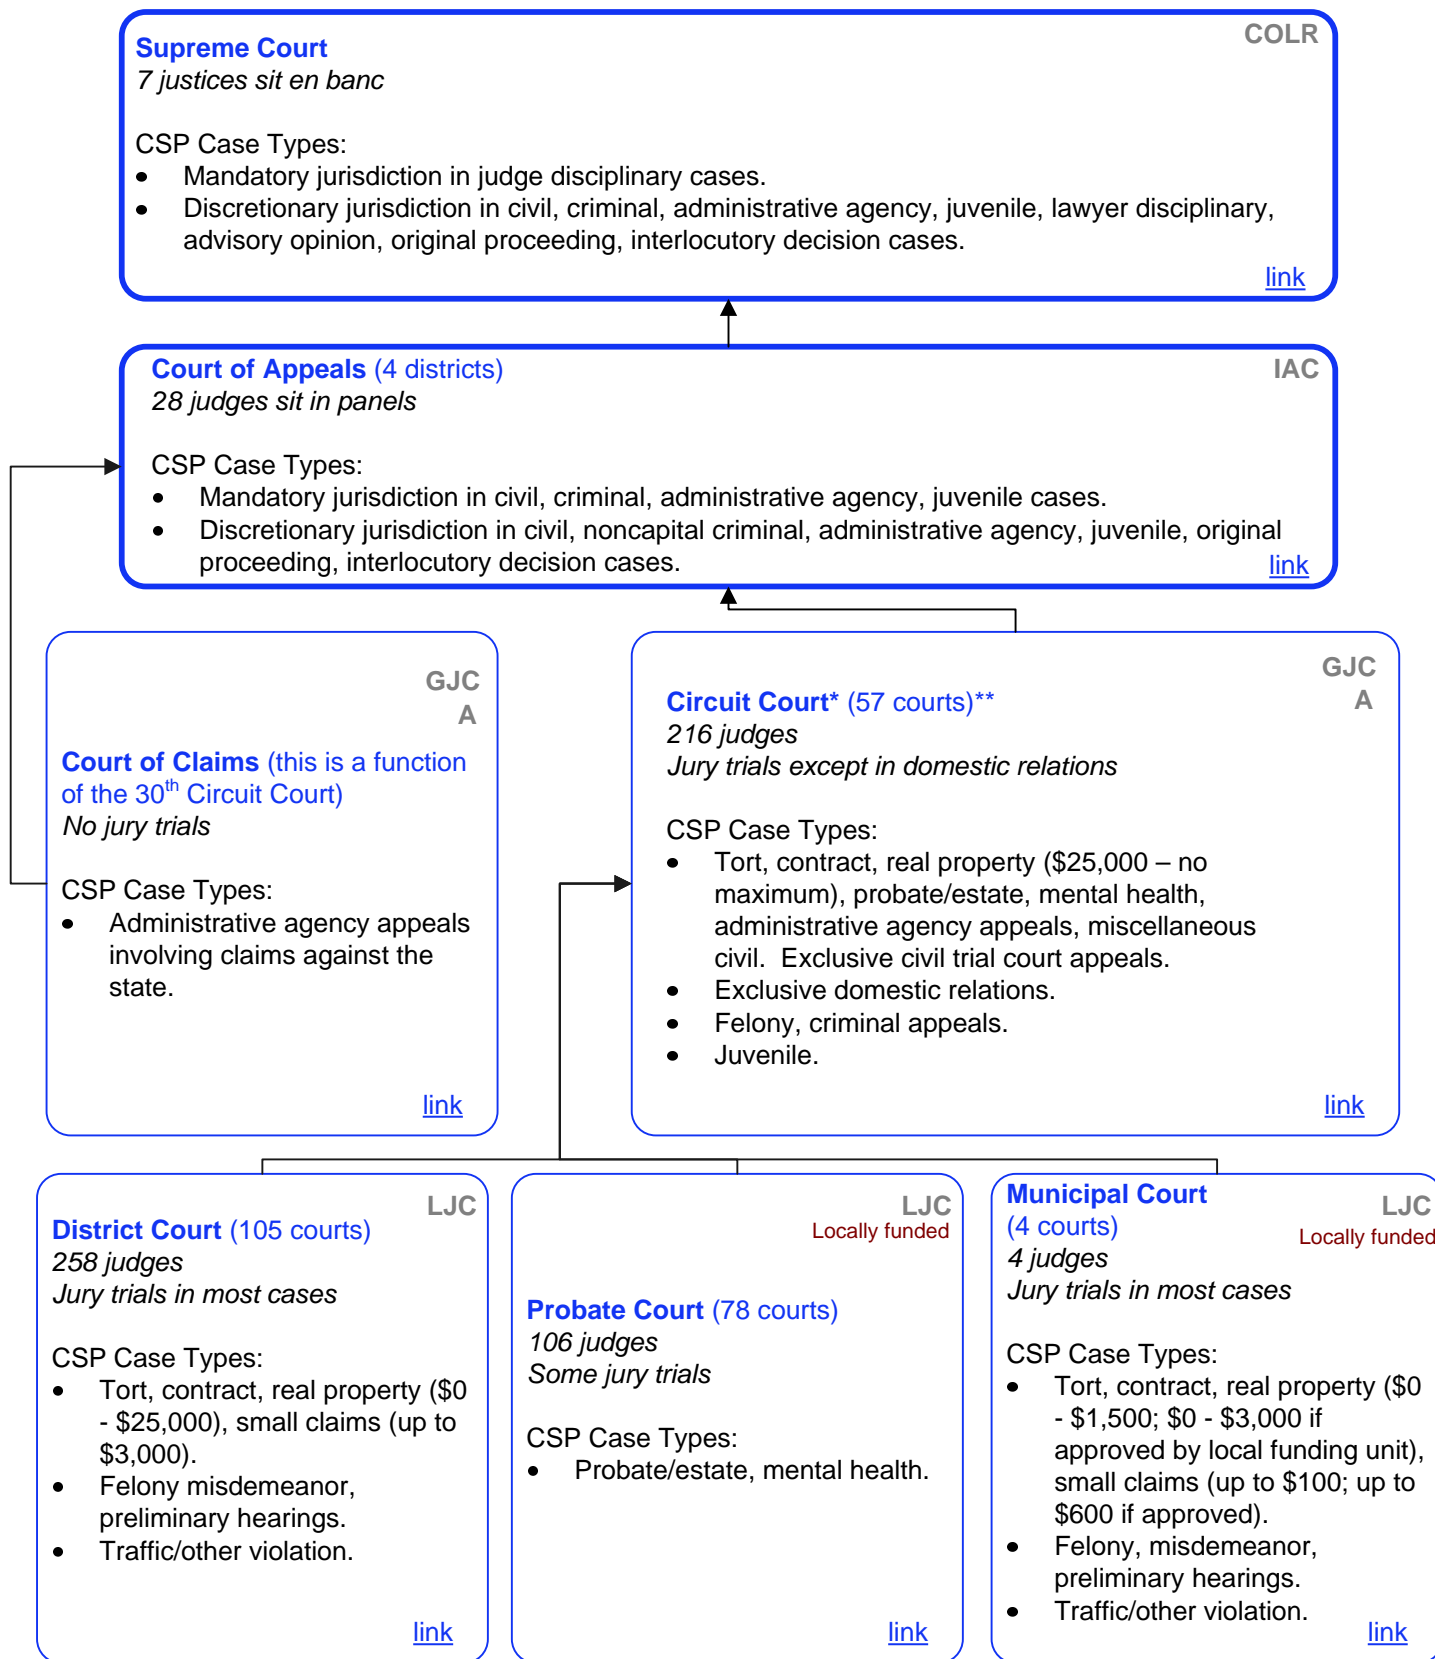 COLR
Supreme Court
7 justices sit en banc
CSP Case Types:
• Mandatory jurisdiction in judge disciplinary cases.
• Discretionary jurisdiction in civil, criminal, administrative agency, juvenile, lawyer disciplinary,
advisory opinion, original proceeding, interlocutory decision cases.
link
Court of Appeals (4 districts)
IAC
28 judges sit in panels
CSP Case Types:
• Mandatory jurisdiction in civil, criminal, administrative agency, juvenile cases.
• Discretionary jurisdiction in civil, noncapital criminal, administrative agency, juvenile, original
proceeding, interlocutory decision cases.
link
GJC
A
Court of Claims (this is a function
of the 30th Circuit Court)
No jury trials
CSP Case Types:
• Administrative agency appeals
involving claims against the
state.
link
GJC
A
Circuit Court* (57 courts)**
216 judges
Jury trials except in domestic relations
CSP Case Types:
• Tort, contract, real property ($25,000 – no
maximum), probate/estate, mental health,
administrative agency appeals, miscellaneous
civil.  Exclusive civil trial court appeals.
• Exclusive domestic relations.
• Felony, criminal appeals.
• Juvenile.
link
LJC
District Court (105 courts)
258 judges
Jury trials in most cases
CSP Case Types:
• Tort, contract, real property ($0
- $25,000), small claims (up to
$3,000).
• Felony misdemeanor,
preliminary hearings.
• Traffic/other violation.
link
LJC
Locally funded
Probate Court (78 courts)
106 judges
Some jury trials
CSP Case Types:
• Probate/estate, mental health.
link
Municipal Court
LJC
(4 courts)
Locally funded
4 judges
Jury trials in most cases
CSP Case Types:
• Tort, contract, real property ($0
- $1,500; $0 - $3,000 if
approved by local funding unit),
small claims (up to $100; up to
$600 if approved).
• Felony, misdemeanor,
preliminary hearings.
• Traffic/other violation.
link